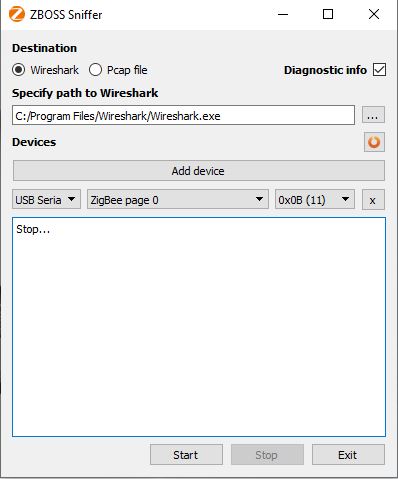 ZBOSS Sniffer
Destination
Wireshark Pcap file Diagnostic info
Specify path to Wireshark
C:/Program Files/Wireshark/Wireshark.exe ...
Devices
Add device
USB Seria ZigBee page 0 0x0B (11) x
Stop...
Start Stop Exit